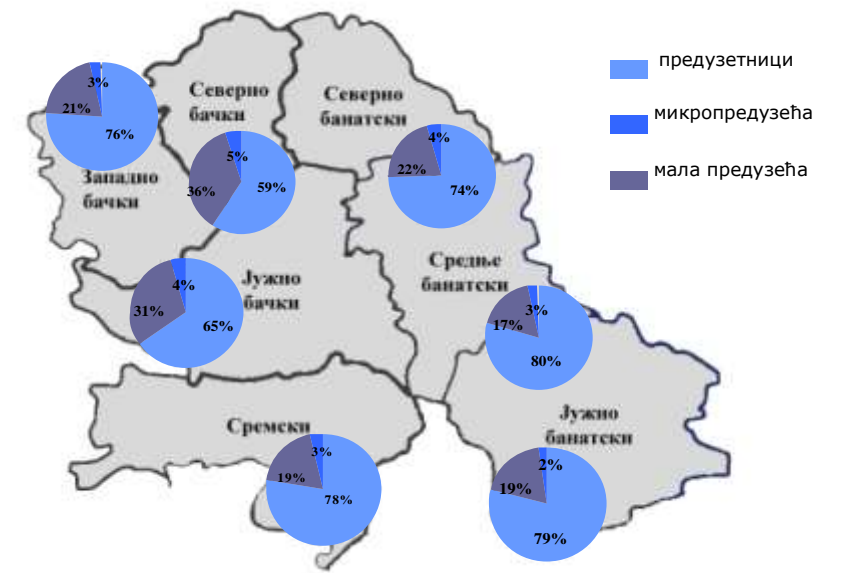 предузетници
микропредузећа
мала предузећа
3%
21%
76%
Западно
бачки
Северно
бачки
5%
36%
59%
Северно
банатски
4%
22%
74%
Јужно
бачки
4%
31%
65%
Средње
банатски
3%
17%
80%
Сремски
3%
19%
78%
Јужно
банатски
2%
19%
79%